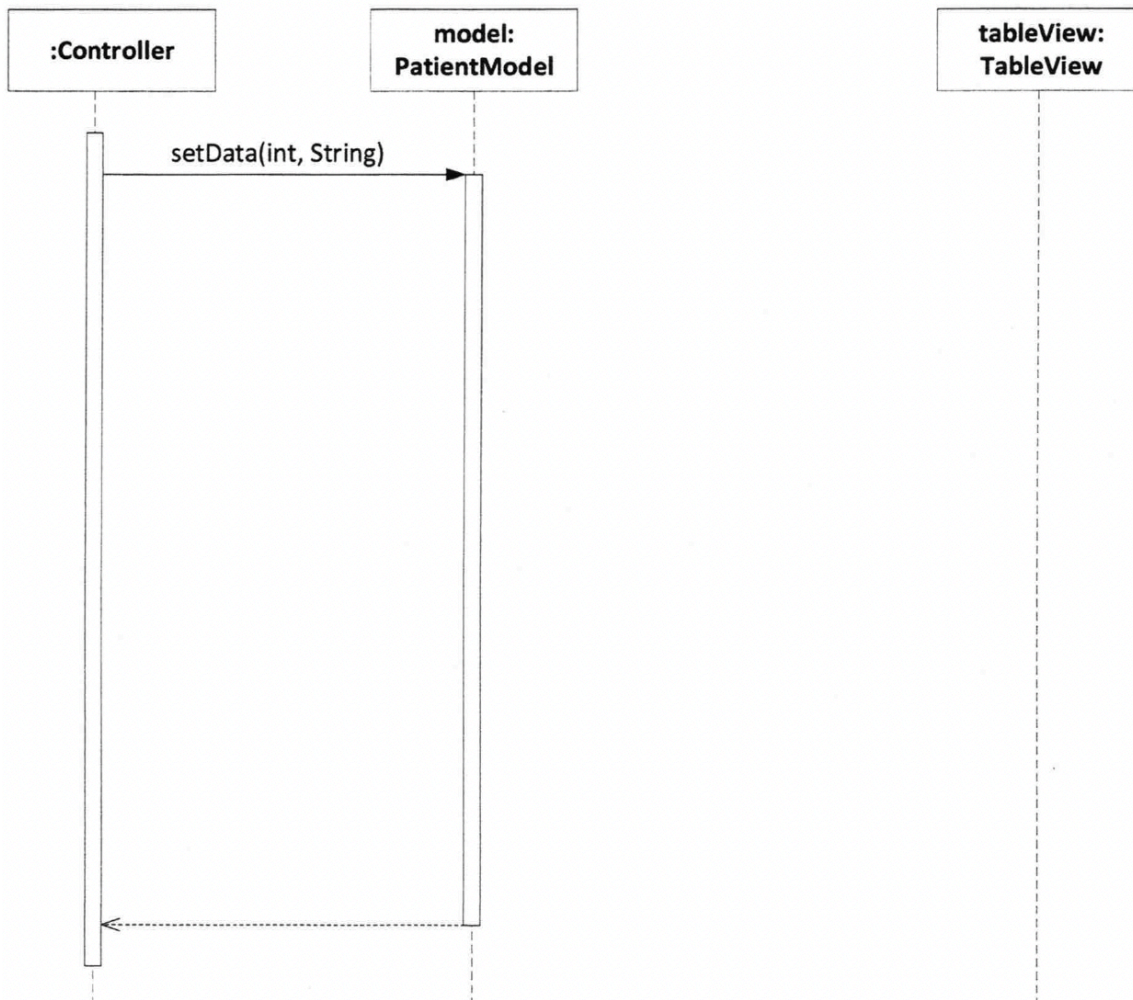 :Controller
model:
PatientModel
tableView:
TableView
setData(int, String)